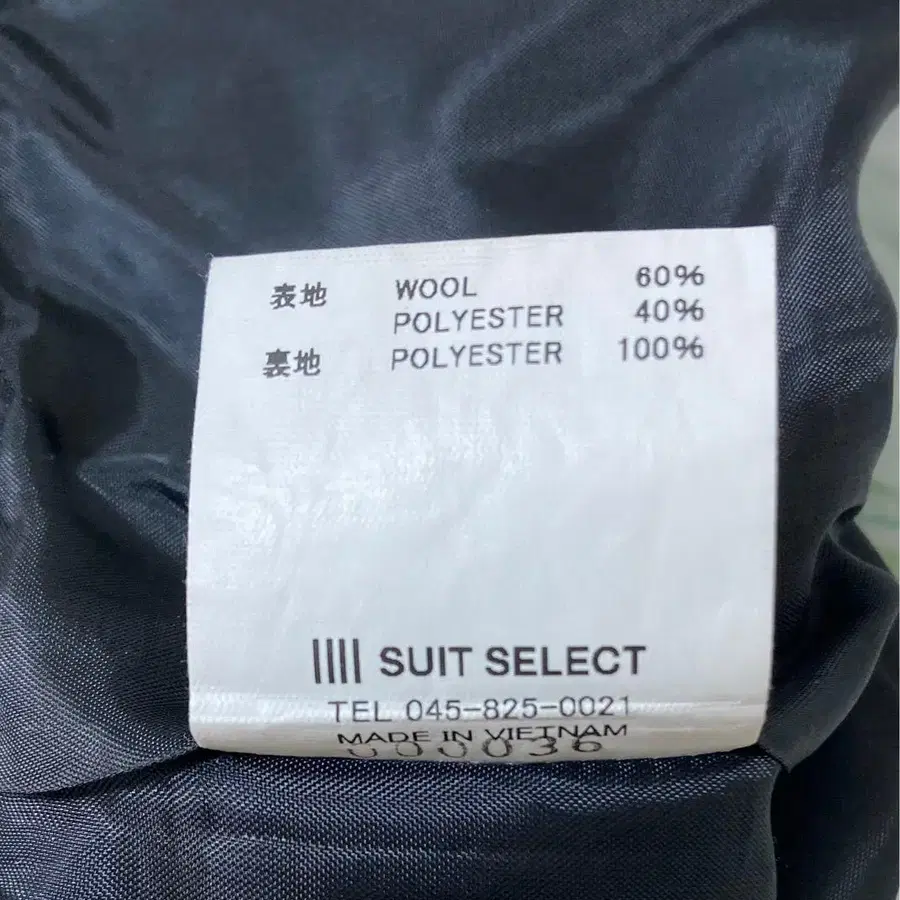 表地 WOOL 60%
POLYESTER 40%
裏地 POLYESTER 100%
SUIT SELECT
TEL 045-825-0021
MADE IN VIETNAM
000036